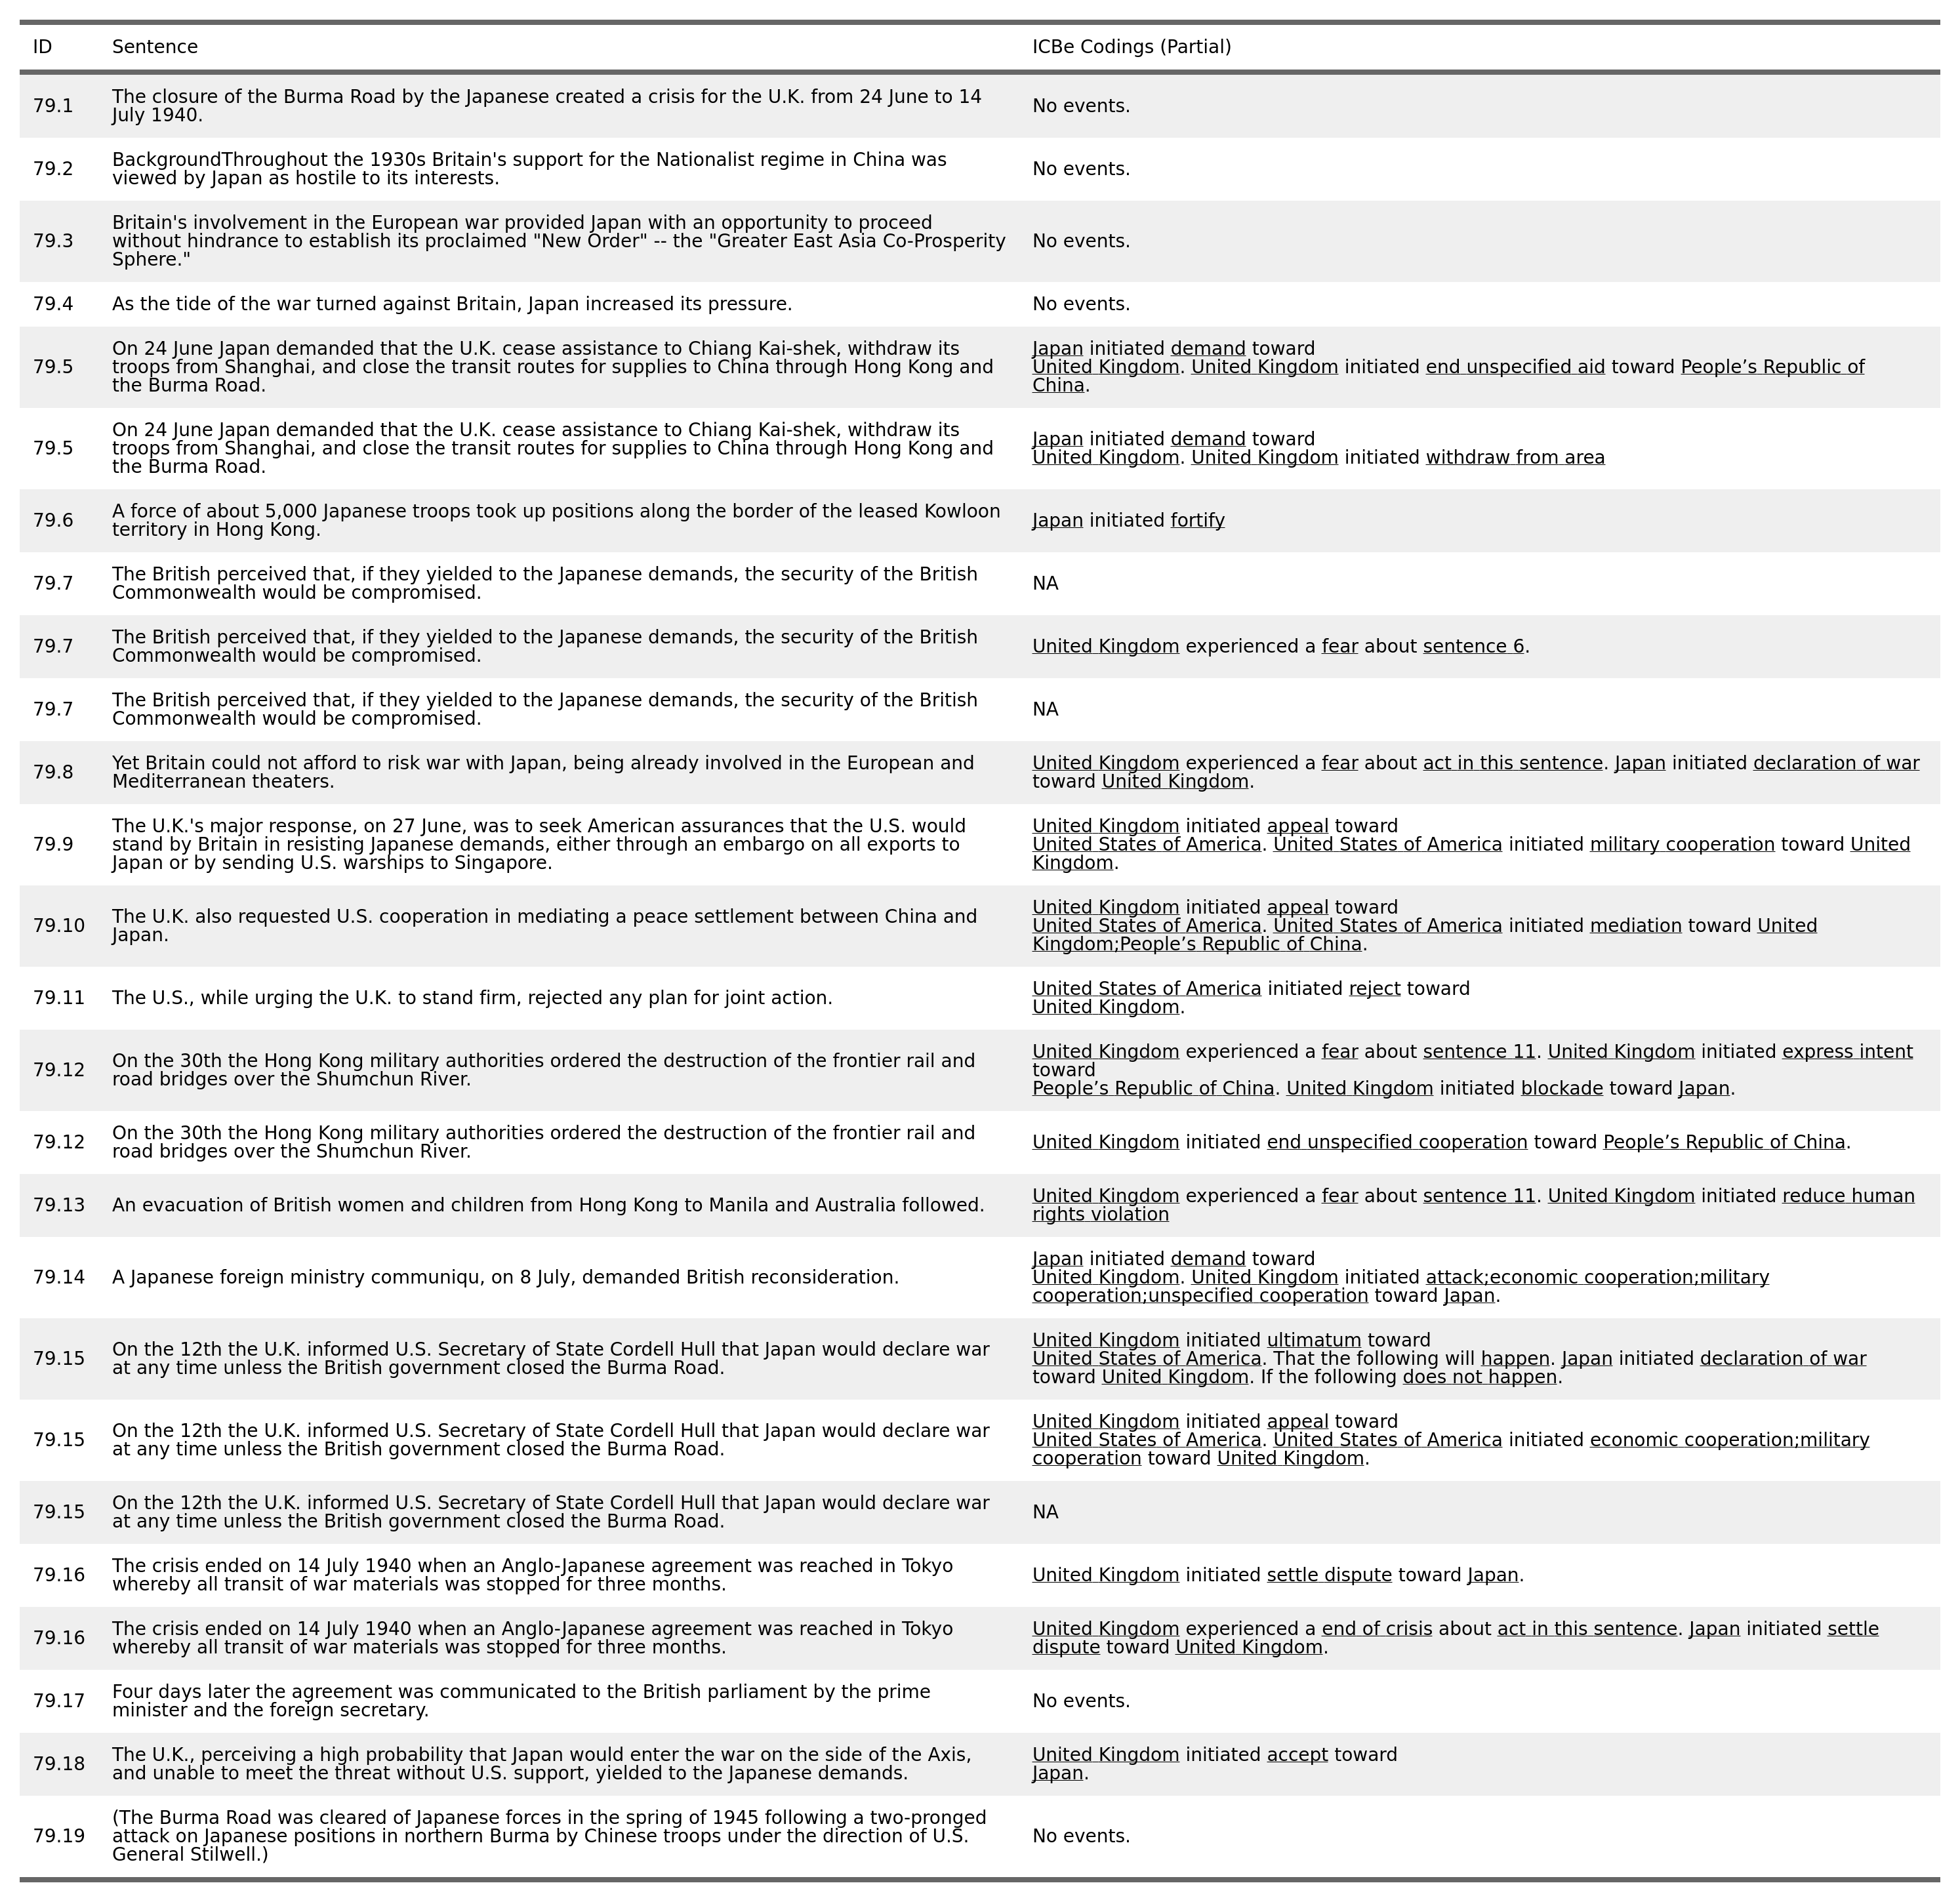 ID Sentence ICBe Codings (Partial)
79.1 The closure of the Burma Road by the Japanese created a crisis for the U.K. from 24 June to 14
July 1940.
No events.
79.2 BackgroundThroughout the 1930s Britain's support for the Nationalist regime in China was
viewed by Japan as hostile to its interests.
No events.
79.3 Britain's involvement in the European war provided Japan with an opportunity to proceed
without hindrance to establish its proclaimed "New Order" -- the "Greater East Asia Co-Prosperity
Sphere."
No events.
79.4 As the tide of the war turned against Britain, Japan increased its pressure.
No events.
79.5 On 24 June Japan demanded that the U.K. cease assistance to Chiang Kai-shek, withdraw its
troops from Shanghai, and close the transit routes for supplies to China through Hong Kong and
the Burma Road.
Japan initiated demand toward
United Kingdom. United Kingdom initiated end unspecified aid toward People’s Republic of
China.
79.5 On 24 June Japan demanded that the U.K. cease assistance to Chiang Kai-shek, withdraw its
troops from Shanghai, and close the transit routes for supplies to China through Hong Kong and
the Burma Road.
Japan initiated demand toward
United Kingdom. United Kingdom initiated withdraw from area
79.6 A force of about 5,000 Japanese troops took up positions along the border of the leased Kowloon
territory in Hong Kong.
Japan initiated fortify
79.7 The British perceived that, if they yielded to the Japanese demands, the security of the British
Commonwealth would be compromised.
NA
79.7 The British perceived that, if they yielded to the Japanese demands, the security of the British
Commonwealth would be compromised.
United Kingdom experienced a fear about sentence 6.
79.7 The British perceived that, if they yielded to the Japanese demands, the security of the British
Commonwealth would be compromised.
NA
79.8 Yet Britain could not afford to risk war with Japan, being already involved in the European and
Mediterranean theaters.
United Kingdom experienced a fear about act in this sentence. Japan initiated declaration of war
toward United Kingdom.
79.9 The U.K.'s major response, on 27 June, was to seek American assurances that the U.S. would
stand by Britain in resisting Japanese demands, either through an embargo on all exports to
Japan or by sending U.S. warships to Singapore.
United Kingdom initiated appeal toward
United States of America. United States of America initiated military cooperation toward United
Kingdom.
79.10 The U.K. also requested U.S. cooperation in mediating a peace settlement between China and
Japan.
United Kingdom initiated appeal toward
United States of America. United States of America initiated mediation toward United
Kingdom;People’s Republic of China.
79.11 The U.S., while urging the U.K. to stand firm, rejected any plan for joint action.
United States of America initiated reject toward
United Kingdom.
79.12 On the 30th the Hong Kong military authorities ordered the destruction of the frontier rail and
road bridges over the Shumchun River.
United Kingdom experienced a fear about sentence 11. United Kingdom initiated express intent
toward
People’s Republic of China. United Kingdom initiated blockade toward Japan.
79.12 On the 30th the Hong Kong military authorities ordered the destruction of the frontier rail and
road bridges over the Shumchun River.
United Kingdom initiated end unspecified cooperation toward People’s Republic of China.
79.13 An evacuation of British women and children from Hong Kong to Manila and Australia followed.
United Kingdom experienced a fear about sentence 11. United Kingdom initiated reduce human
rights violation
79.14 A Japanese foreign ministry communiqu, on 8 July, demanded British reconsideration.
Japan initiated demand toward
United Kingdom. United Kingdom initiated attack;economic cooperation;military
cooperation;unspecified cooperation toward Japan.
79.15 On the 12th the U.K. informed U.S. Secretary of State Cordell Hull that Japan would declare war
at any time unless the British government closed the Burma Road.
United Kingdom initiated ultimatum toward
United States of America. That the following will happen. Japan initiated declaration of war
toward United Kingdom. If the following does not happen.
79.15 On the 12th the U.K. informed U.S. Secretary of State Cordell Hull that Japan would declare war
at any time unless the British government closed the Burma Road.
United Kingdom initiated appeal toward
United States of America. United States of America initiated economic cooperation;military
cooperation toward United Kingdom.
79.15 On the 12th the U.K. informed U.S. Secretary of State Cordell Hull that Japan would declare war
at any time unless the British government closed the Burma Road.
NA
79.16 The crisis ended on 14 July 1940 when an Anglo-Japanese agreement was reached in Tokyo
whereby all transit of war materials was stopped for three months.
United Kingdom initiated settle dispute toward Japan.
79.16 The crisis ended on 14 July 1940 when an Anglo-Japanese agreement was reached in Tokyo
whereby all transit of war materials was stopped for three months.
United Kingdom experienced a end of crisis about act in this sentence. Japan initiated settle
dispute toward United Kingdom.
79.17 Four days later the agreement was communicated to the British parliament by the prime
minister and the foreign secretary.
No events.
79.18 The U.K., perceiving a high probability that Japan would enter the war on the side of the Axis,
and unable to meet the threat without U.S. support, yielded to the Japanese demands.
United Kingdom initiated accept toward
Japan.
79.19 (The Burma Road was cleared of Japanese forces in the spring of 1945 following a two-pronged
attack on Japanese positions in northern Burma by Chinese troops under the direction of U.S.
General Stilwell.)
No events.